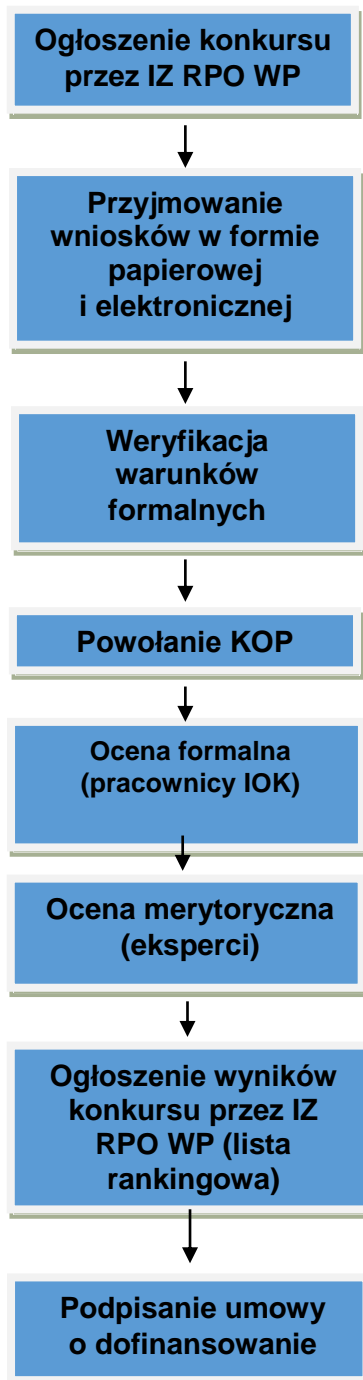 Ogłoszenie konkursu
przez IZ RPO WP
Przyjmowanie
wniosków w formie
papierowej
i elektronicznej
Weryfikacja
warunków
formalnych
Powołanie KOP
Ocena formalna
(pracownicy IOK)
Ocena merytoryczna
(eksperci)
Ogłoszenie wyników
konkursu przez IZ
RPO WP (lista
rankingowa)
Podpisanie umowy
o dofinansowanie